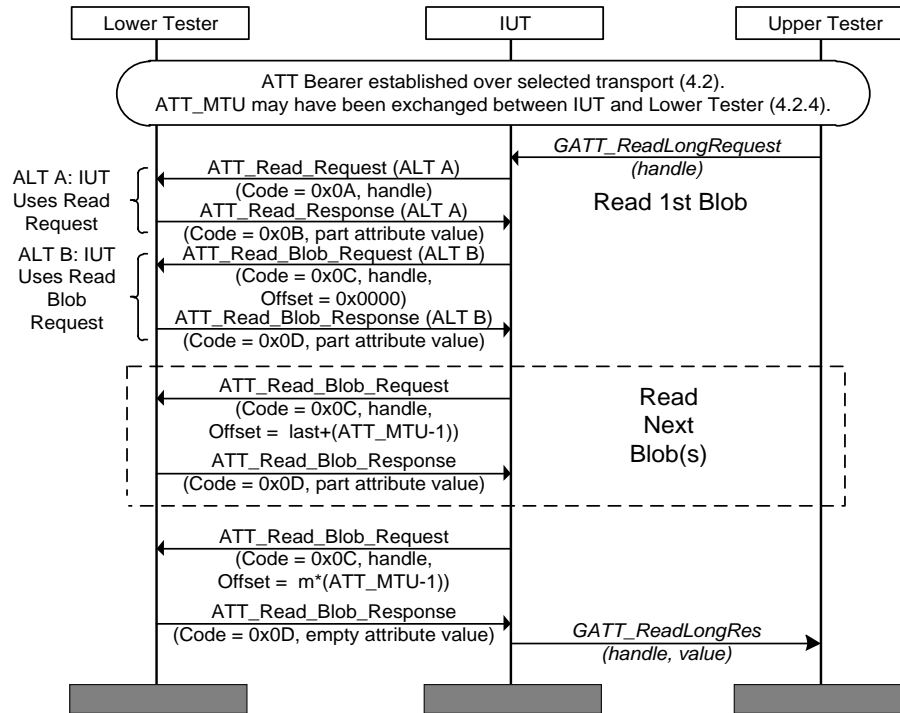 Lower Tester
IUT
Upper Tester
ATT Bearer established over selected transport (4.2).
ATT_MTU may have been exchanged between IUT and Lower Tester (4.2.4).
GATT_ReadLongRequest
(handle)
ALT A: IUT
Uses Read
Request
ATT_Read_Request (ALT A)
(Code = 0x0A, handle)
ATT_Read_Response (ALT A)
(Code = 0x0B, part attribute value)
Read 1st Blob
ALT B: IUT
Uses Read
Blob
Request
ATT_Read_Blob_Request (ALT B)
(Code = 0x0C, handle,
Offset = 0x0000)
ATT_Read_Blob_Response (ALT B)
(Code = 0x0D, part attribute value)
ATT_Read_Blob_Request
(Code = 0x0C, handle,
Offset =  last+(ATT_MTU-1))
ATT_Read_Blob_Response
(Code = 0x0D, part attribute value)
Read
Next
Blob(s)
ATT_Read_Blob_Request
(Code = 0x0C, handle,
Offset =  m*(ATT_MTU-1))
ATT_Read_Blob_Response
(Code = 0x0D, empty attribute value)
GATT_ReadLongRes
(handle, value)